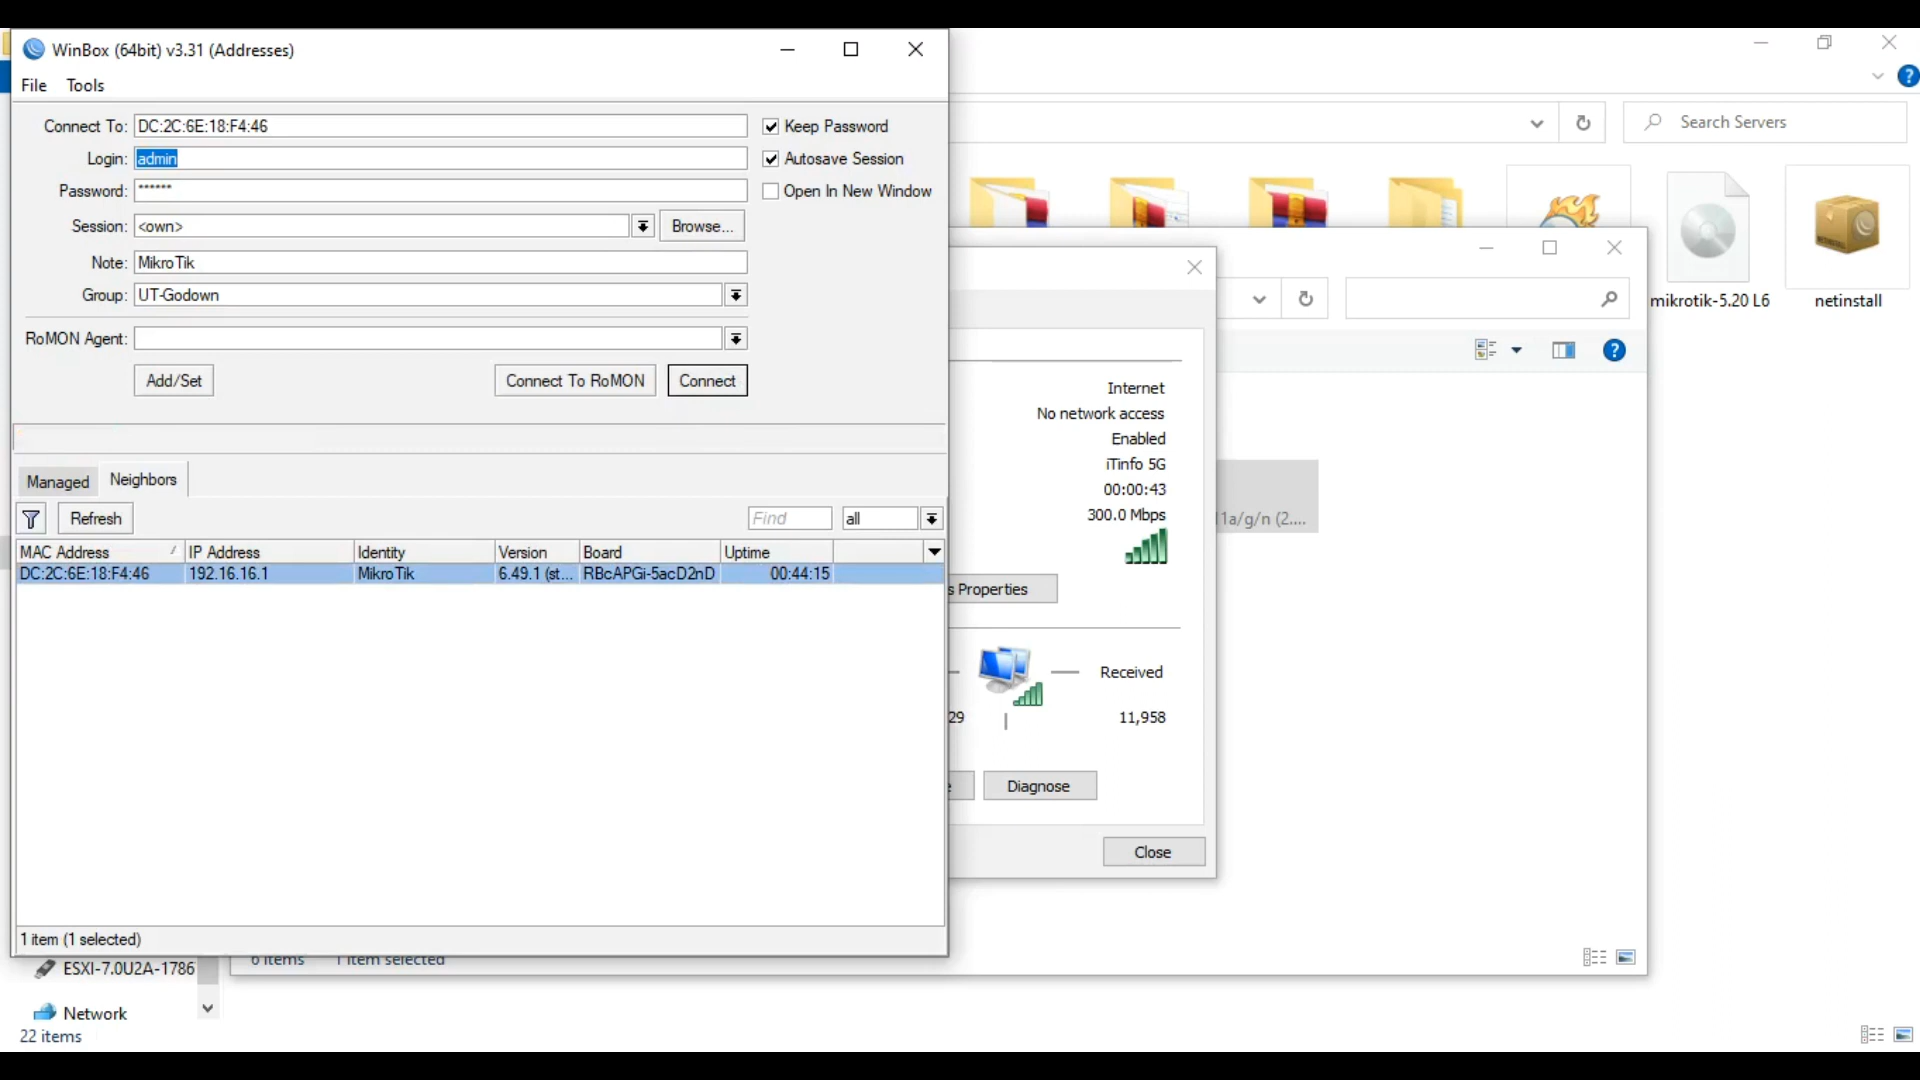 WinBox (64bit) v3.31 (Addresses)
File Tools
Connect To: DC:2C:6E:18:F4:46
Keep Password
Login: admin
Autosave Session
Password: ******
Open In New Window
Session: <own>
Browse...
Note: MikroTik
Group: UT-Godown
RoMON Agent:
Add/Set
Connect To RoMON
Connect
Managed
Neighbors
Refresh
Find
all
MAC Address IP Address Identity Version Board Uptime
DC:2C:6E:18:F4:46 192.16.16.1 MikroTik 6.49.1 (st... RBcAPGi-5acD2nD 00:44:15
1 item (1 selected)
Search Servers
mikrotik-5.20 L6
netinstall
Internet
No network access
Enabled
iTinfo 5G
00:00:43
300.0 Mbps
s Properties
Received
29
11,958
Diagnose
Close
1a/g/n (2....
6 items 1 item selected
ESXI-7.0U2A-1786
Network
22 items